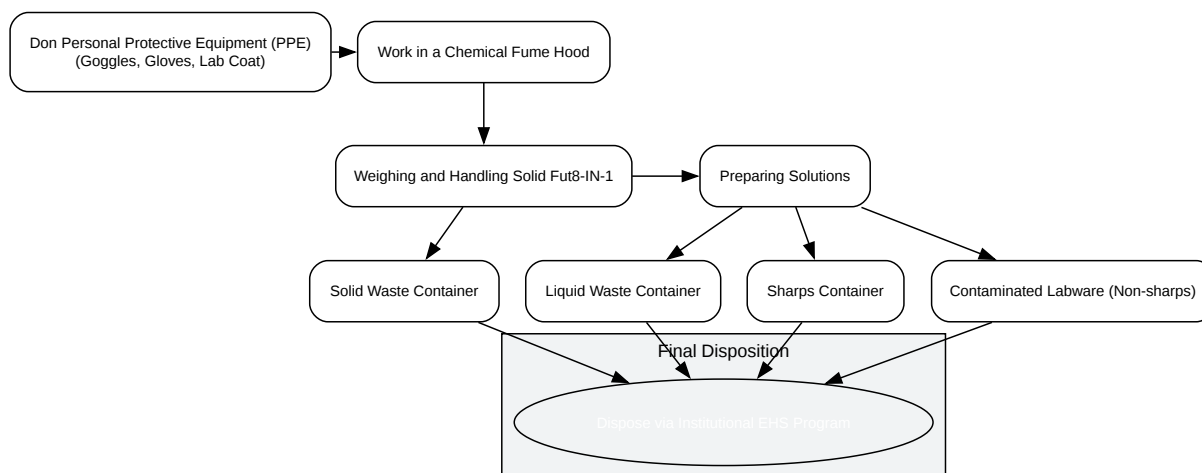 Don Personal Protective Equipment (PPE)
(Goggles, Gloves, Lab Coat)
Work in a Chemical Fume Hood
Weighing and Handling Solid Fut8-IN-1
Preparing Solutions
Solid Waste Container
Liquid Waste Container
Sharps Container
Contaminated Labware (Non-sharps)
Final Disposition
Dispose via Institutional EHS Program